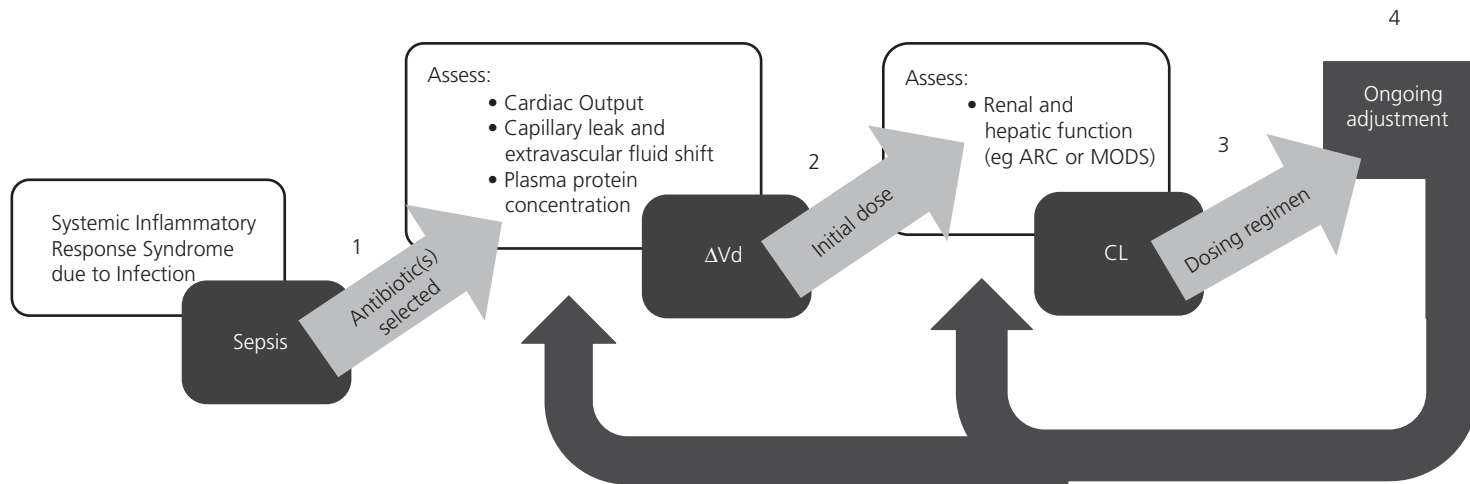 Systemic Inflammatory
Response Syndrome
due to Infection
Sepsis
1
Antibiotic(s)
selected
Assess:
• Cardiac Output
• Capillary leak and
extravascular fluid shift
• Plasma protein
concentration
ΔVd
2
Initial dose
Assess:
• Renal and
hepatic function
(eg ARC or MODS)
CL
3
Dosing regimen
4
Ongoing
adjustment